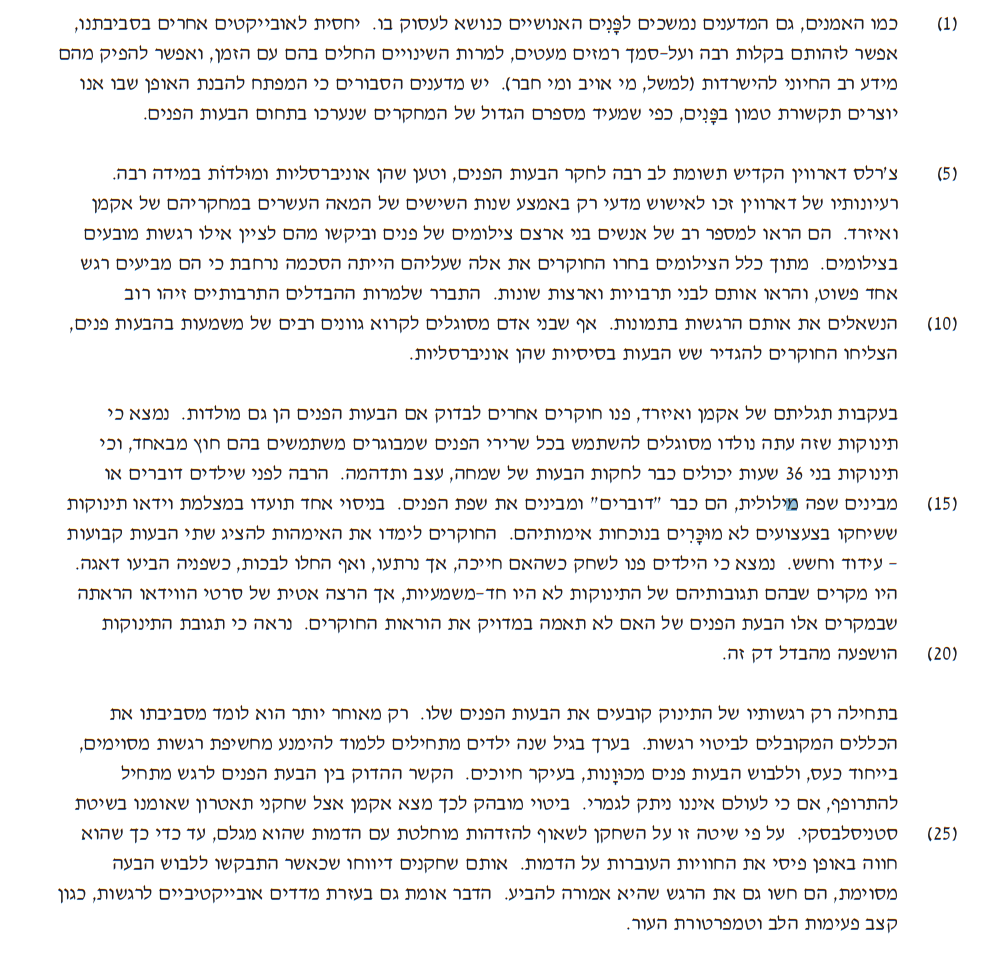 (1) כמו האמנים, גם המדענים נמשכים לפָּנִים האנושיים כנושא לעסוק בו. יחסית לאובייקטים אחרים בסביבתנו,
אפשר לזהותם בקלות רבה ועל-סמך רמזים מעטים, למרות השינויים החלים בהם עם הזמן, ואפשר להפיק מהם
מידע רב החיוני להישרדות (למשל, מי אויב ומי חבר). יש מדענים הסבורים כי המפתח להבנת האופן שבו אנו
יוצרים תקשורת טמון בפָּנִים, כפי שמעיד מספרם הגדול של המחקרים שנערכו בתחום הבעות הפנים.
(5) צ'רלס דארווין הקדיש תשומת לב רבה לחקר הבעות הפנים, וטען שהן אוניברסליות ומוּלדוֹת במידה רבה.
רעיונותיו של דארווין זכו לאישוש מדעי רק באמצע שנות השישים של המאה העשרים במחקריהם של אקמן
ואיזרד. הם הראו למספר רב של אנשים בני ארצם צילומים של פנים וביקשו מהם לציין אילו רגשות מובעים
בצילומים. מתוך כלל הצילומים בחרו החוקרים את אלה שעליהם הייתה הסכמה נרחבת כי הם מביעים רגש
אחד פשוט, והראו אותם לבני תרבויות וארצות שונות. התברר שלמרות ההבדלים התרבותיים זיהו רוב
(10) הנשאלים את אותם הרגשות בתמונות. אף שבני אדם מסוגלים לקרוא גוונים רבים של משמעות בהבעות פנים,
הצליחו החוקרים להגדיר שש הבעות בסיסיות שהן אוניברסליות.
בעקבות תגליתם של אקמן ואיזרד, פנו חוקרים אחרים לבדוק אם הבעות הפנים הן גם מולדות. נמצא כי
תינוקות שזה עתה נולדו מסוגלים להשתמש בכל שרירי הפנים שמבוגרים משתמשים בהם חוץ מבאחד, וכי
תינוקות בני 36 שעות יכולים כבר לחקות הבעות של שמחה, עצב ותדהמה. הרבה לפני שילדים דוברים או
(15) מבינים שפה מילולית, הם כבר "דוברים" ומבינים את שפת הפנים. בניסוי אחד תועדו במצלמת וידאו תינוקות
ששיחקו בצעצועים לא מוּכָּרִים בנוכחות אימותיהם. החוקרים לימדו את האימהות להציג שתי הבעות קבועות
- עידוד וחשש. נמצא כי הילדים פנו לשחק כשהאם חייכה, אך נרתעו, ואף החלו לבכות, כשפניה הביעו דאגה.
היו מקרים שבהם תגובותיהם של התינוקות לא היו חד-משמעיות, אך הרצה אטית של סרטי הווידאו הראתה
שבמקרים אלו הבעת הפנים של האם לא תאמה במדויק את הוראות החוקרים. נראה כי תגובת התינוקות
(20) הושפעה מהבדל דק זה.
בתחילה רק רגשותיו של התינוק קובעים את הבעות הפנים שלו. רק מאוחר יותר הוא לומד מסביבתו את
הכללים המקובלים לביטוי רגשות. בערך בגיל שנה ילדים מתחילים ללמוד להימנע מחשיפת רגשות מסוימים,
בייחוד כעס, וללבוש הבעות פנים מכוּוָנות, בעיקר חיוכים. הקשר ההדוק בין הבעת הפנים לרגש מתחיל
להתרופף, אם כי לעולם איננו ניתק לגמרי. ביטוי מובהק לכך מצא אקמן אצל שחקני תאטרון שאומנו בשיטת
(25) סטניסלבסקי. על פי שיטה זו על השחקן לשאוף להזדהות מוחלטת עם הדמות שהוא מגלם, עד כדי כך שהוא
חווה באופן פיסי את החוויות העוברות על הדמות. אותם שחקנים דיווחו שכאשר התבקשו ללבוש הבעה
מסוימת, הם חשו גם את הרגש שהיא אמורה להביע. הדבר אומת גם בעזרת מדדים אובייקטיביים לרגשות, כגון
קצב פעימות הלב וטמפרטורת העור.